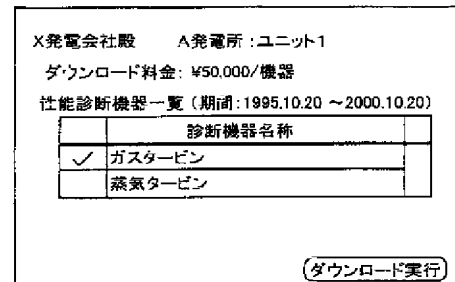 X発電会社殿 A発電所:ユニット1
ダウンロード料金: ¥50,000/機器
性能診断機器一覧(期間:1995.10.20 ~2000.10.20)
診断機器名称
✓ ガスタービン
蒸気タービン
ダウンロード実行